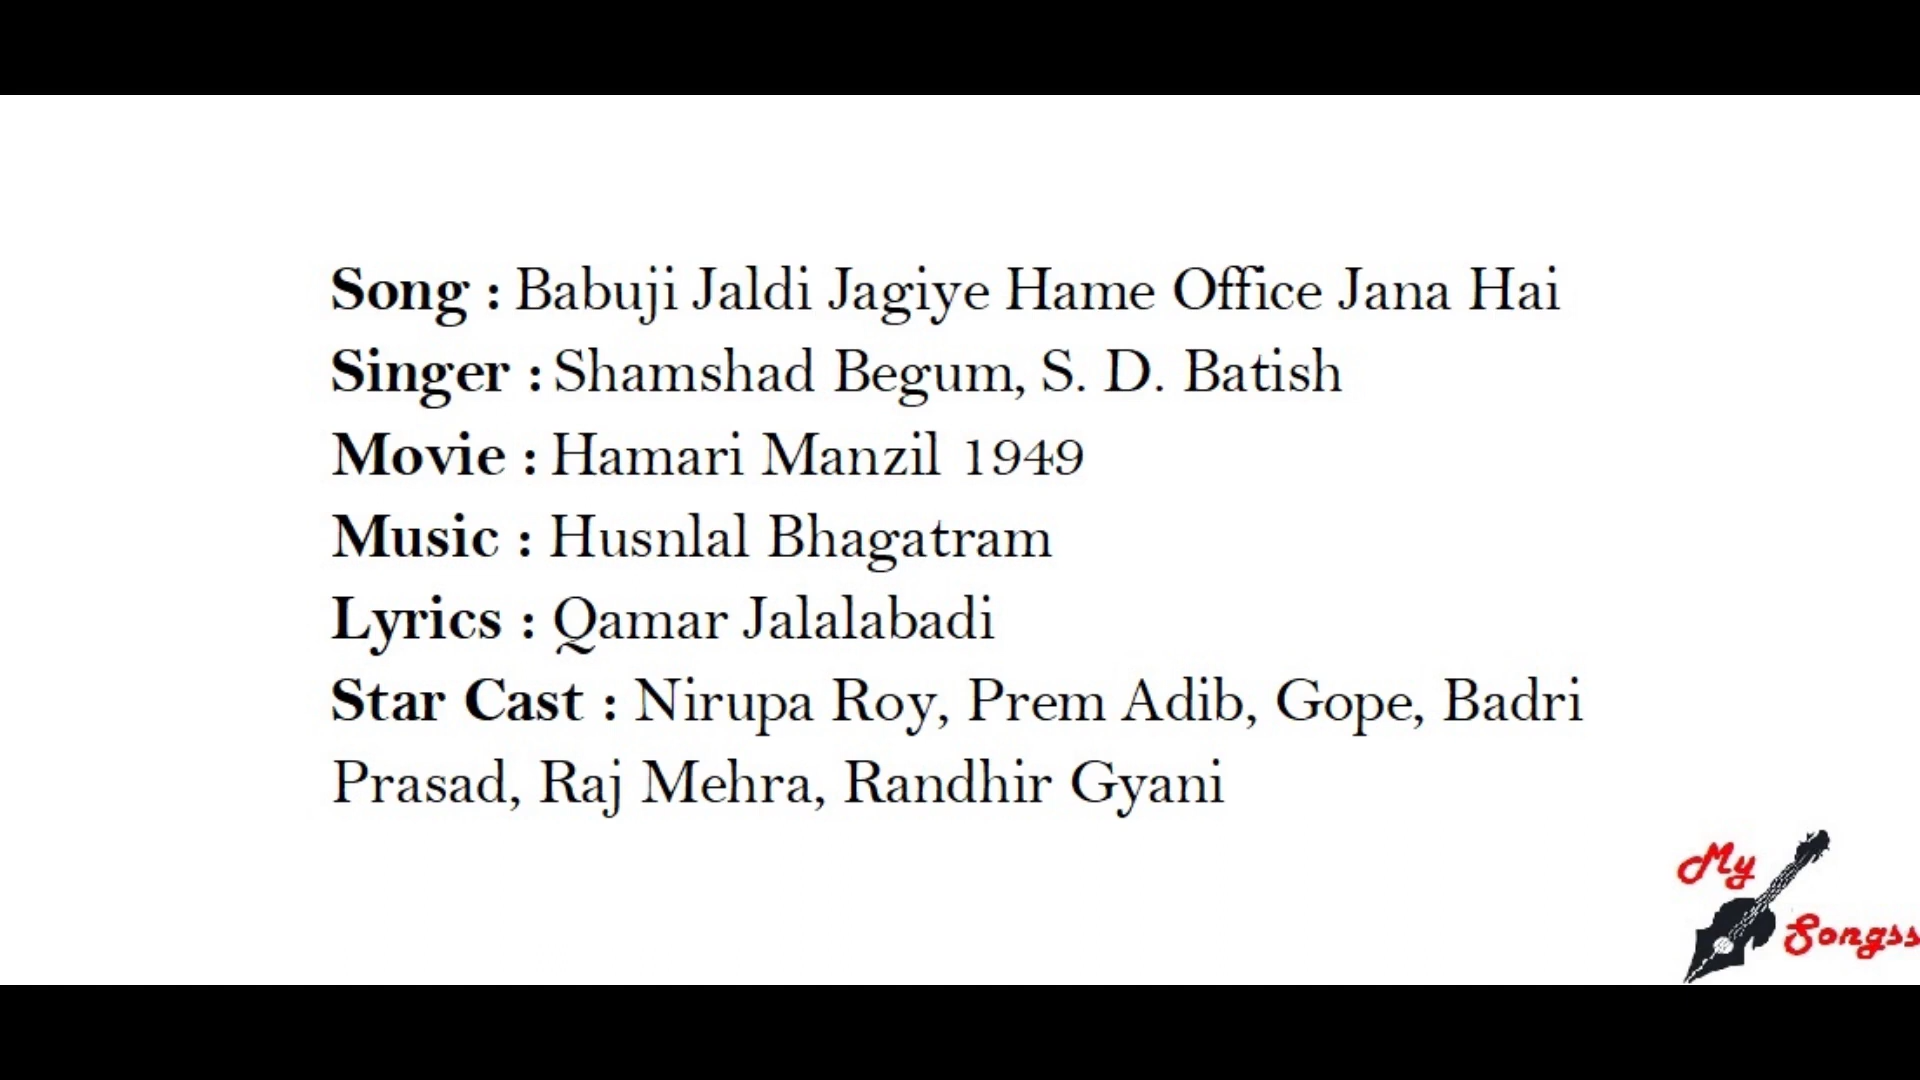 Song : Babuji Jaldi Jagiye Hame Office Jana Hai
Singer : Shamshad Begum, S. D. Batish
Movie : Hamari Manzil 1949
Music : Husnlal Bhagatram
Lyrics : Qamar Jalalabadi
Star Cast : Nirupa Roy, Prem Adib, Gope, Badri
Prasad, Raj Mehra, Randhir Gyani
My
Songss